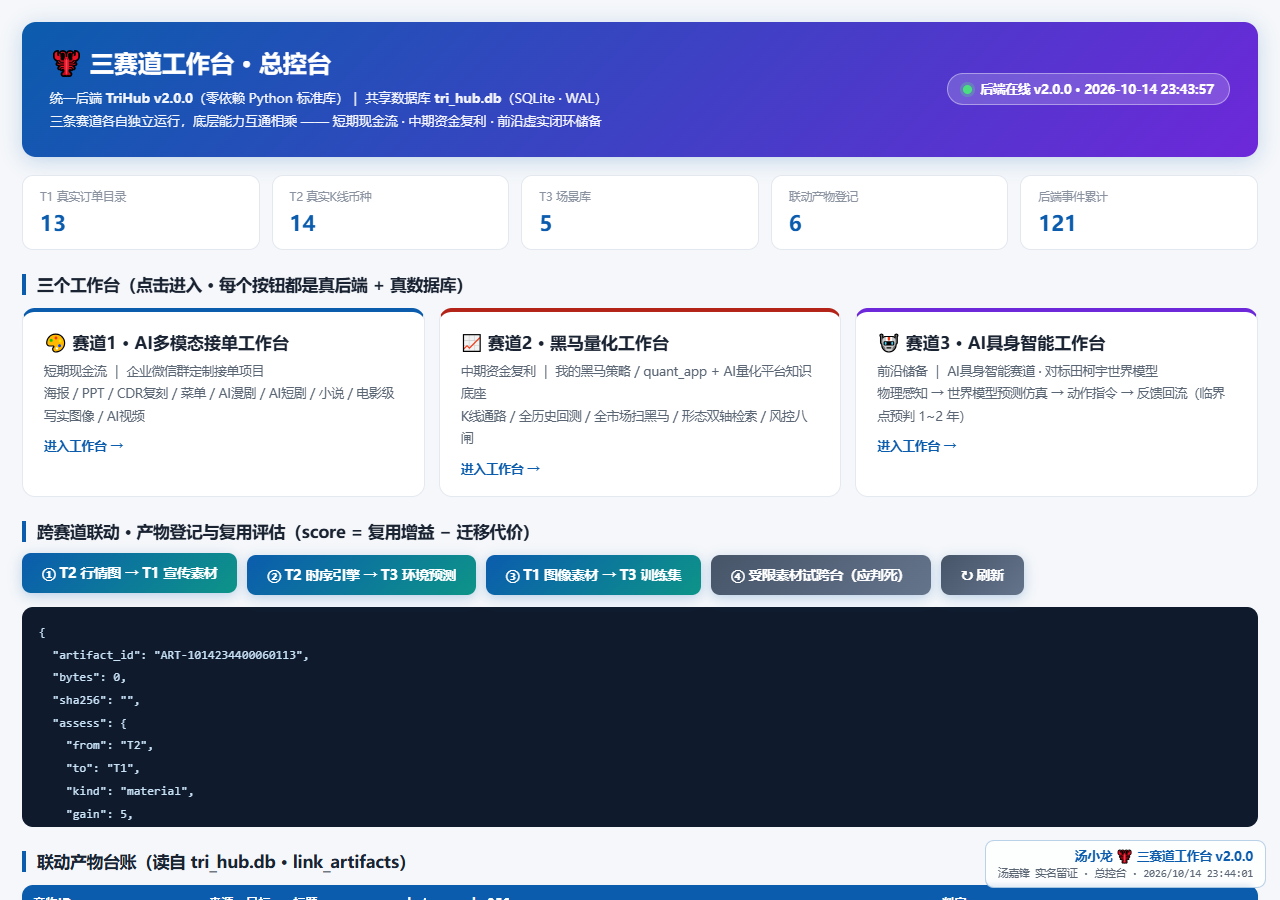 三赛道工作台 • 总控台
统一后端 TriHub v2.0.0（零依赖 Python 标准库） ｜ 共享数据库 tri_hub.db（SQLite · WAL）
三条赛道各自独立运行，底层能力互通相乘 —— 短期现金流 · 中期资金复利 · 前沿虚实闭环储备
后端在线 v2.0.0 • 2026-10-14 23:43:57
T1 真实订单目录
13
T2 真实K线币种
14
T3 场景库
5
联动产物登记
6
后端事件累计
121
三个工作台（点击进入 • 每个按钮都是真后端 + 真数据库）
赛道1 • AI多模态接单工作台
短期现金流 ｜ 企业微信群定制接单项目
海报 / PPT / CDR复刻 / 菜单 / AI漫剧 / AI短剧 / 小说 / 电影级
写实图像 / AI视频
进入工作台 →
赛道2 • 黑马量化工作台
中期资金复利 ｜ 我的黑马策略 / quant_app + AI量化平台知识
底座
K线通路 / 全历史回测 / 全市场扫黑马 / 形态双轴检索 / 风控八
闸
进入工作台 →
赛道3 • AI具身智能工作台
前沿储备 ｜ AI具身智能赛道 · 对标田柯宇世界模型
物理感知 → 世界模型预测仿真 → 动作指令 → 反馈回流（临界
点预判 1~2 年）
进入工作台 →
跨赛道联动 • 产物登记与复用评估（score = 复用增益 − 迁移代价）
① T2 行情图 → T1 宣传素材
② T2 时序引擎 → T3 环境预测
③ T1 图像素材 → T3 训练集
④ 受限素材试跨台（应判死）
↻ 刷新
{
"artifact_id": "ART-1014234400060113",
"bytes": 0,
"sha256": "",
"assess": {
"from": "T2",
"to": "T1",
"kind": "material",
"gain": 5,
联动产物台账（读自 tri_hub.db • link_artifacts）
汤小龙 三赛道工作台 v2.0.0
汤嘉锋 实名留证 · 总控台 · 2026/10/14 23:44:01